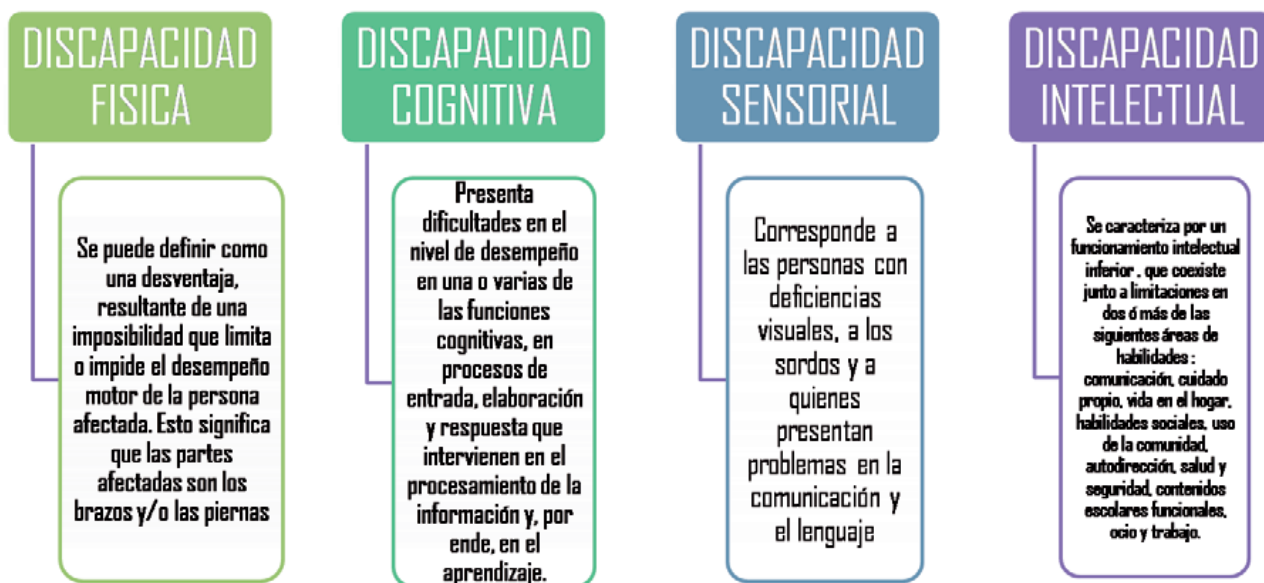 DISCAPACIDAD
FISICA
Se puede definir como
una desventaja,
resultante de una
imposibilidad que limita
o impide el desempeño
motor de la persona
afectada. Esto significa
que las partes
afectadas son los
brazos y/o las piernas
DISCAPACIDAD
COGNITIVA
Presenta
dificultades en el
nivel de desempeño
en una o varias de
las funciones
cognitivas, en
procesos de
entrada, elaboración
y respuesta que
intervienen en el
procesamiento de la
información y, por
ende, en el
aprendizaje.
DISCAPACIDAD
SENSORIAL
Corresponde a
las personas con
deficiencias
visuales, a los
sordos y a
quienes
presentan
problemas en la
comunicación y
el lenguaje
DISCAPACIDAD
INTELECTUAL
Se caracteriza por un
funcionamiento intelectual
inferior , que coexiste
junto a limitaciones en
dos ó más de las
siguientes áreas de
habilidades :
comunicación, cuidado
propio, vida en el hogar,
habilidades sociales, uso
de la comunidad,
autodirección, salud y
seguridad, contenidos
escolares funcionales,
ocio y trabajo.